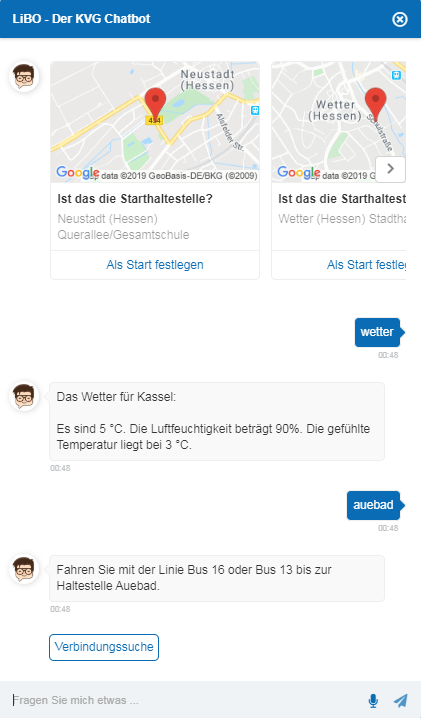 LiBO - Der KVG Chatbot
Neustadt
(Hessen)
454
Alsfelder Str.
Google
data ©2019 GeoBasis-DE/BKG (©2009)
Ist das die Starthaltestelle?
Neustadt (Hessen)
Querallee/Gesamtschule
Als Start festlegen
Wetter
(Hessen)
Schulstraße
Google
data ©2019 G
Ist das die Starthaltest
Wetter (Hessen) Stadtha
Als Start festleg
wetter
00:48
Das Wetter für Kassel:
Es sind 5 °C. Die Luftfeuchtigkeit beträgt 90%. Die gefühlte
Temperatur liegt bei 3 °C.
00:48
auebad
00:48
Fahren Sie mit der Linie Bus 16 oder Bus 13 bis zur
Haltestelle Auebad.
00:48
Verbindungssuche
Fragen Sie mich etwas ...